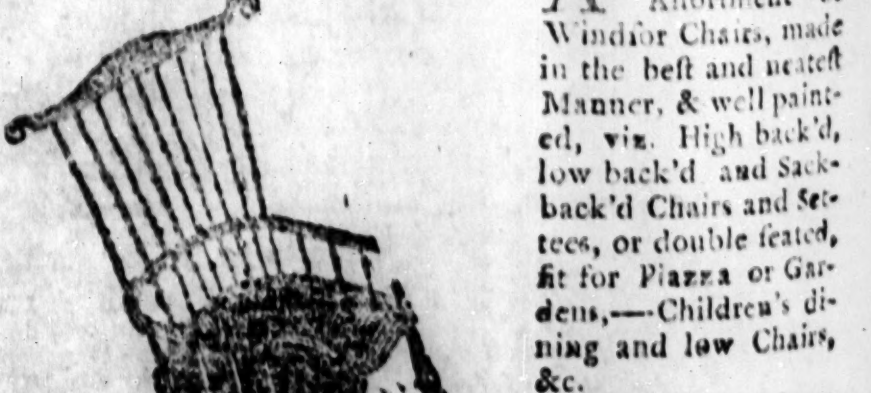 A Assortment of
Windsor Chairs, made
in the beſt and neateſt
Manner, & well paint-
ed, viz. High back'd,
low back'd and Sack-
back'd Chairs and Set-
tees, or double ſeated,
fit for Piazza or Gar-
dens,—Children's di-
ning and low Chairs,
&c.